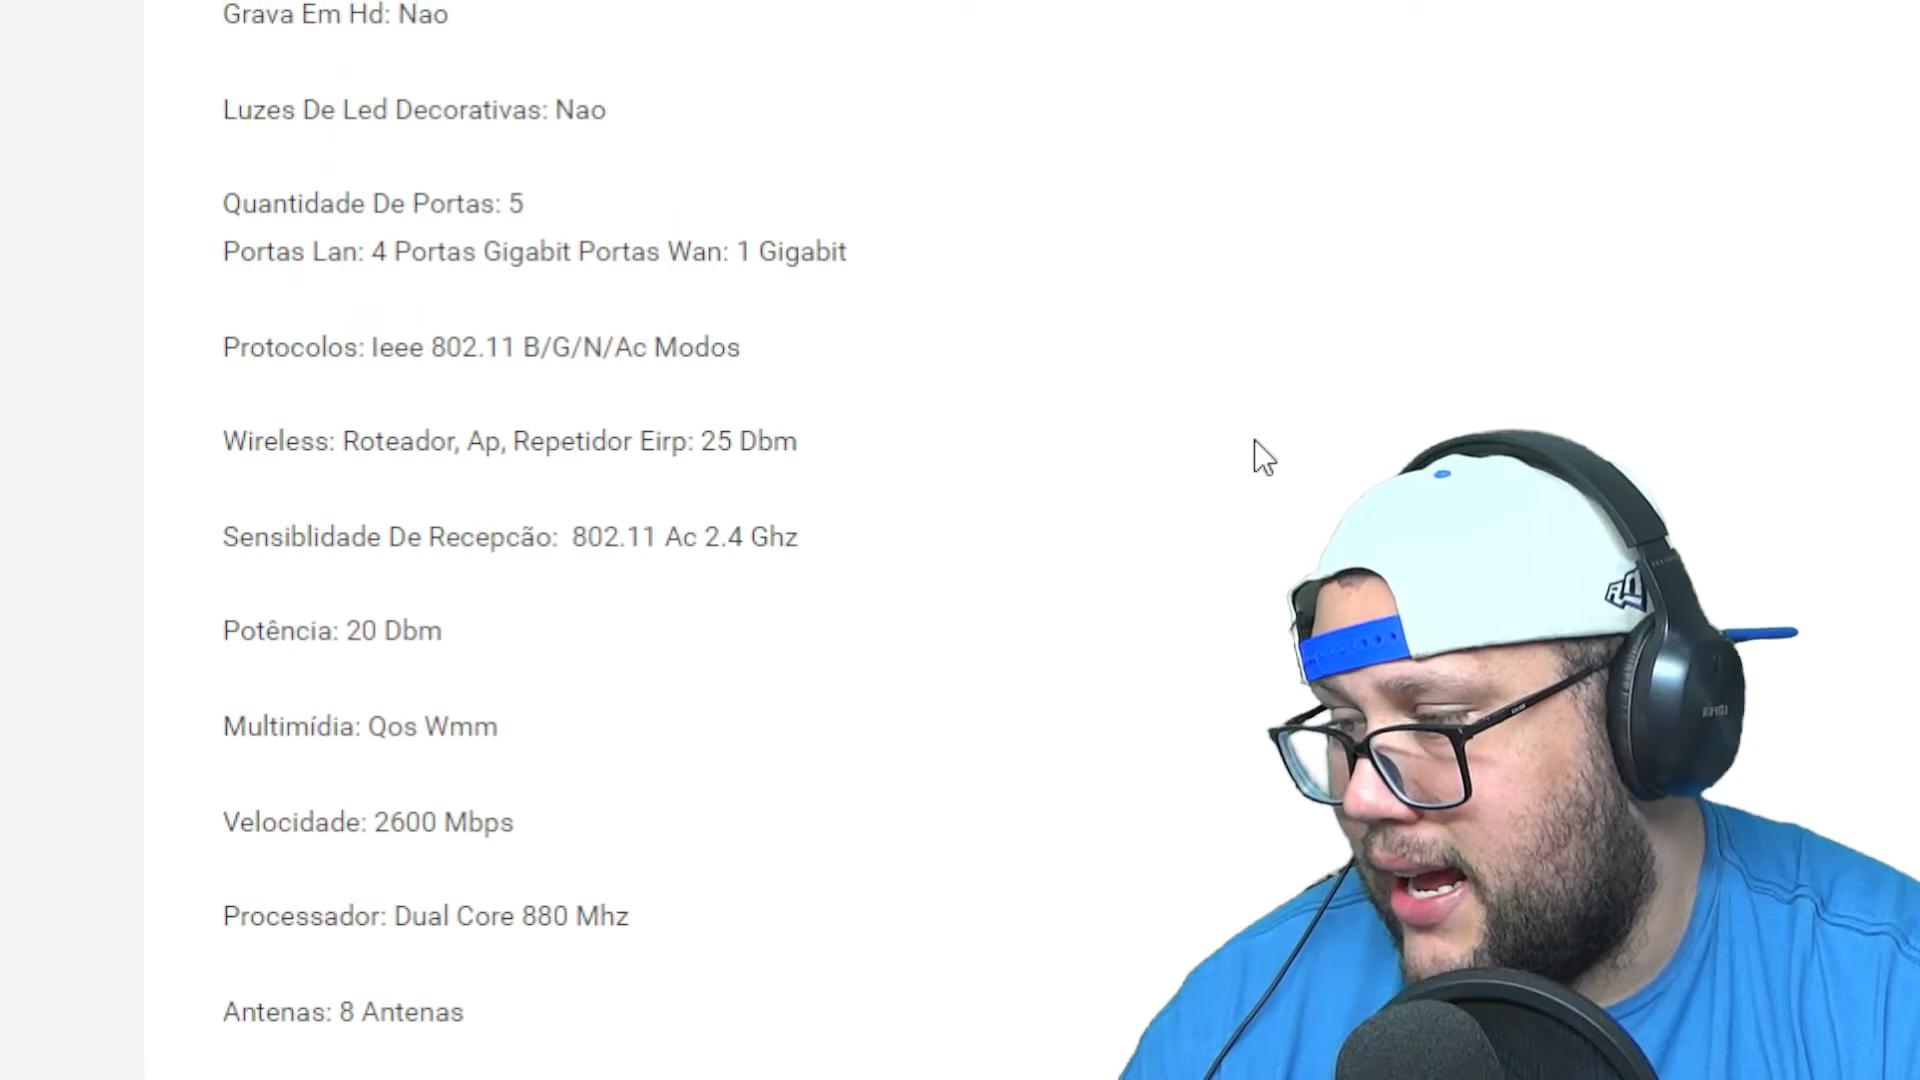 Grava Em Hd: Nao
Luzes De Led Decorativas: Nao
Quantidade De Portas: 5
Portas Lan: 4 Portas Gigabit Portas Wan: 1 Gigabit
Protocolos: Ieee 802.11 B/G/N/Ac Modos
Wireless: Roteador, Ap, Repetidor Eirp: 25 Dbm
Sensiblidade De Recepcão:  802.11 Ac 2.4 Ghz
Potência: 20 Dbm
Multimídia: Qos Wmm
Velocidade: 2600 Mbps
Processador: Dual Core 880 Mhz
Antenas: 8 Antenas